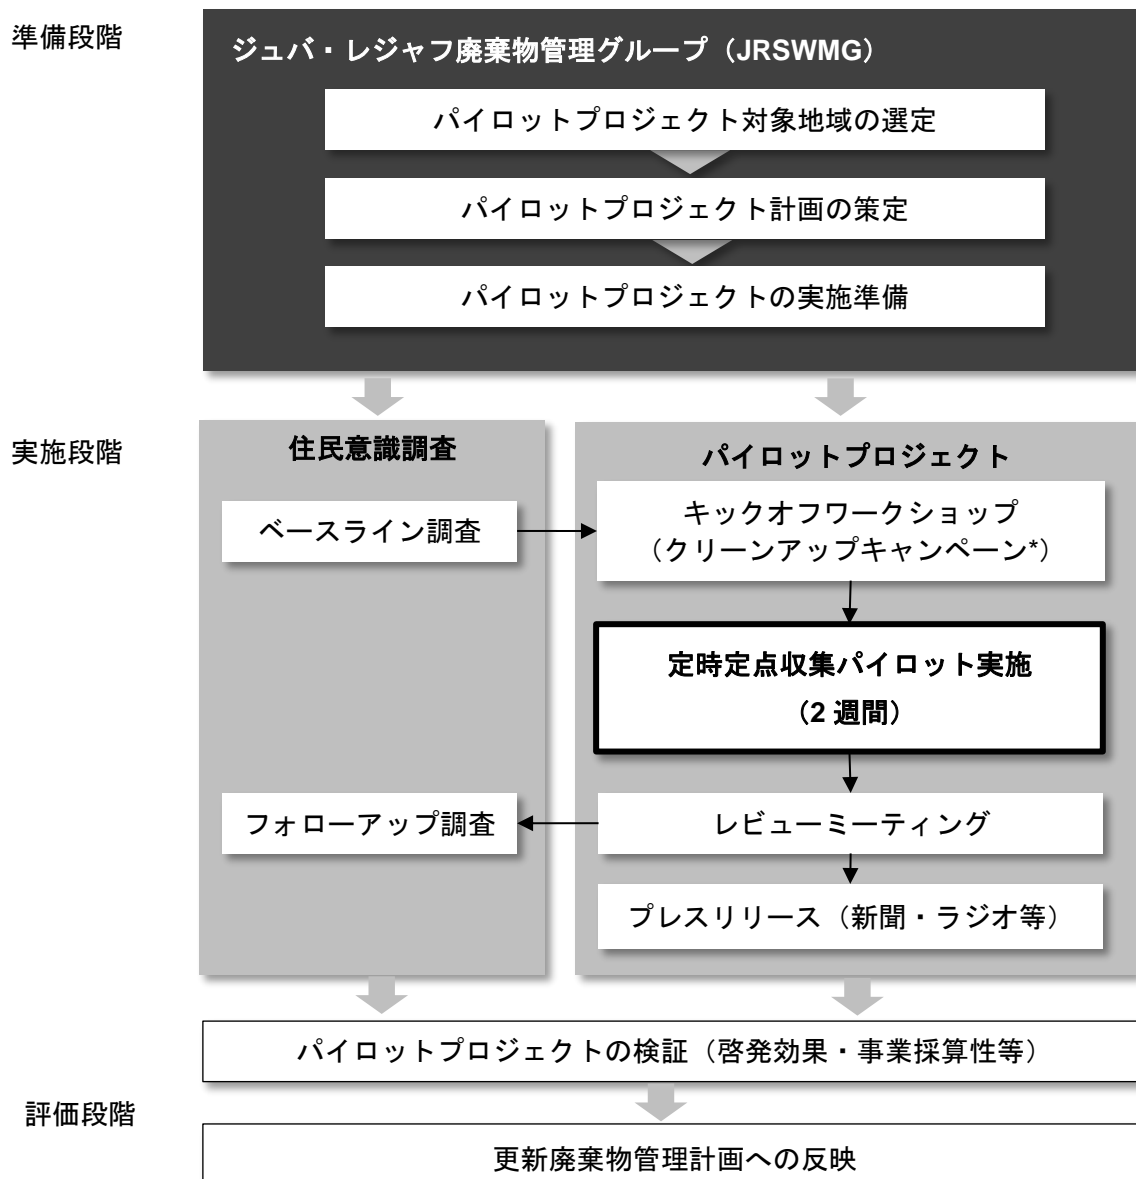 準備段階
ジュバ・レジャフ廃棄物管理グループ（JRSWMG）
パイロットプロジェクト対象地域の選定
パイロットプロジェクト計画の策定
パイロットプロジェクトの実施準備
実施段階
住民意識調査
ベースライン調査
フォローアップ調査
パイロットプロジェクト
キックオフワークショップ
（クリーンアップキャンペーン*）
定時定点収集パイロット実施
（2 週間）
レビューミーティング
プレスリリース（新聞・ラジオ等）
パイロットプロジェクトの検証（啓発効果・事業採算性等）
評価段階
更新廃棄物管理計画への反映